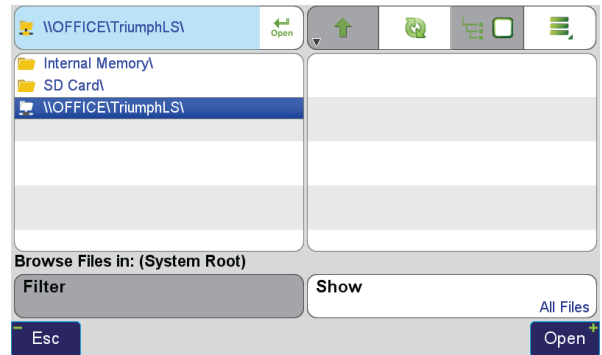 \\OFFICE\TriumphLS\
Open
Internal Memory\
SD Card\
\\OFFICE\TriumphLS\
Browse Files in: (System Root)
Filter
Show
All Files
Esc
Open